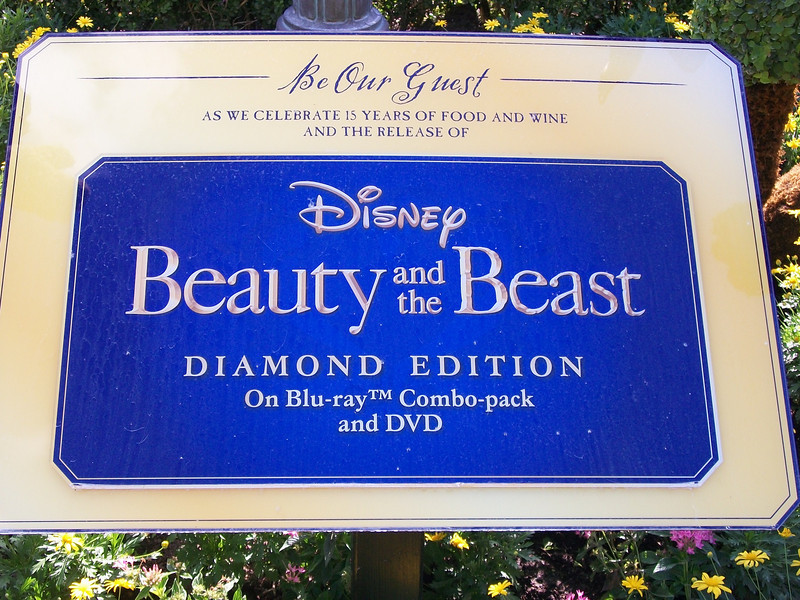 Be Our Guest
AS WE CELEBRATE 15 YEARS OF FOOD AND WINE
AND THE RELEASE OF
Disney
Beauty and the Beast
DIAMOND EDITION
On Blu-ray™ Combo-pack
and DVD